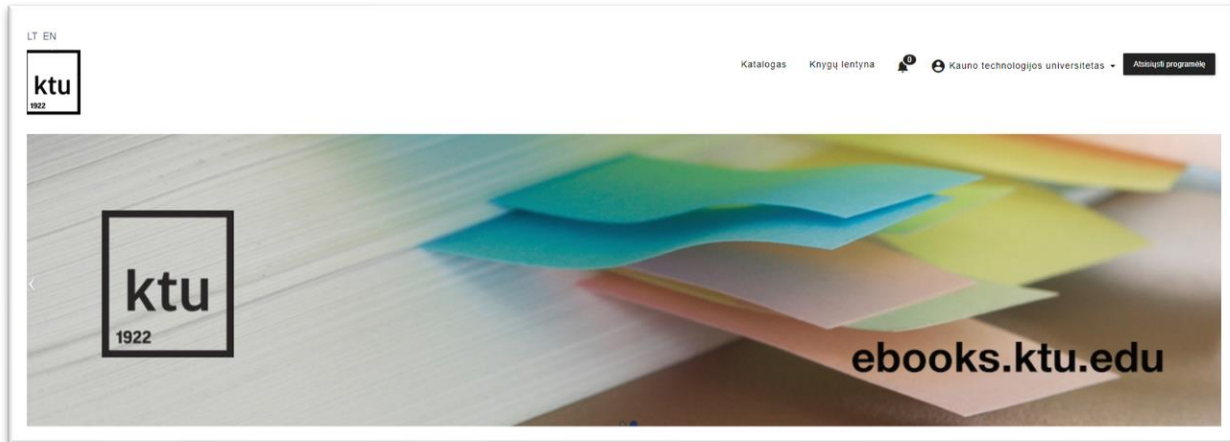 LT EN
ktu
1922
Katalogas Knygų lentyna 0 Kauno technologijos universitetas Atsisiųsti programėlę
ktu
1922
ebooks.ktu.edu